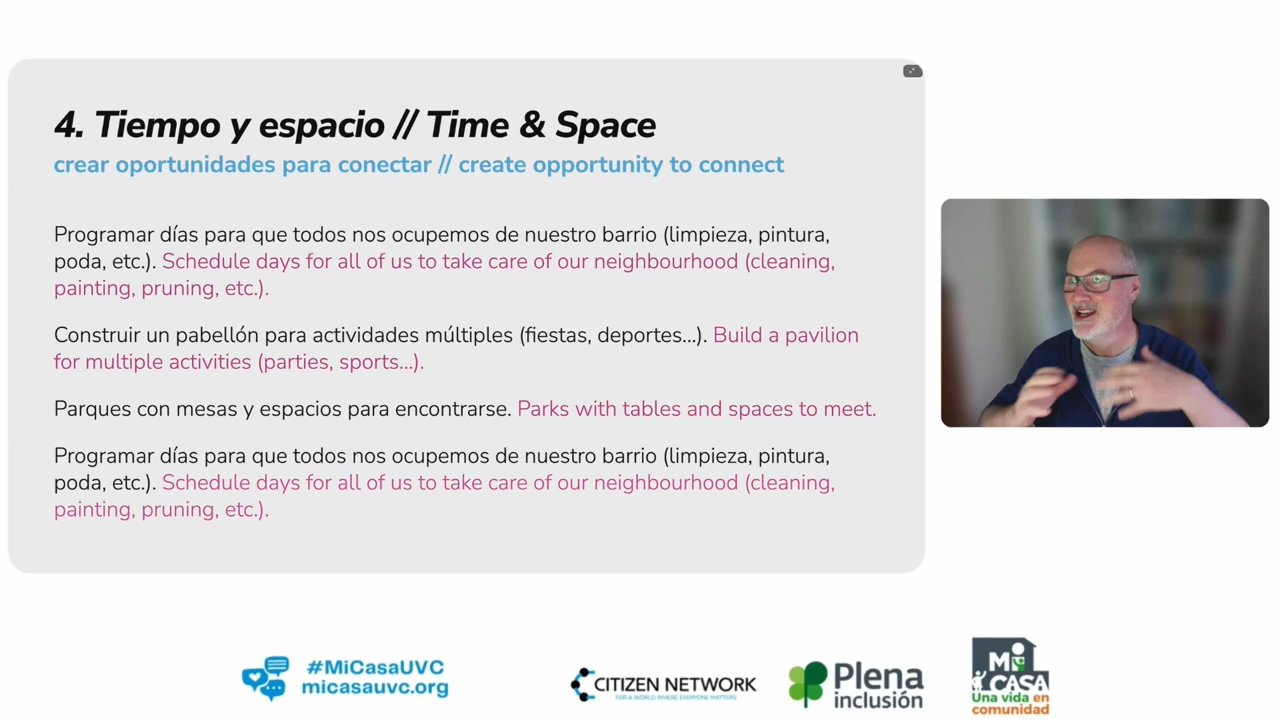 4. Tiempo y espacio // Time & Space
crear oportunidades para conectar // create opportunity to connect
Programar días para que todos nos ocupemos de nuestro barrio (limpieza, pintura,
poda, etc.). Schedule days for all of us to take care of our neighbourhood (cleaning,
painting, pruning, etc.).
Construir un pabellón para actividades múltiples (fiestas, deportes...). Build a pavilion
for multiple activities (parties, sports...).
Parques con mesas y espacios para encontrarse. Parks with tables and spaces to meet.
Programar días para que todos nos ocupemos de nuestro barrio (limpieza, pintura,
poda, etc.). Schedule days for all of us to take care of our neighbourhood (cleaning,
painting, pruning, etc.).
#MiCasaUVC
micasauvc.org
CITIZEN NETWORK
FOR A WORLD WHERE EVERYONE MATTERS
Plena
inclusión
Mi
CASA
Una vida en
comunidad